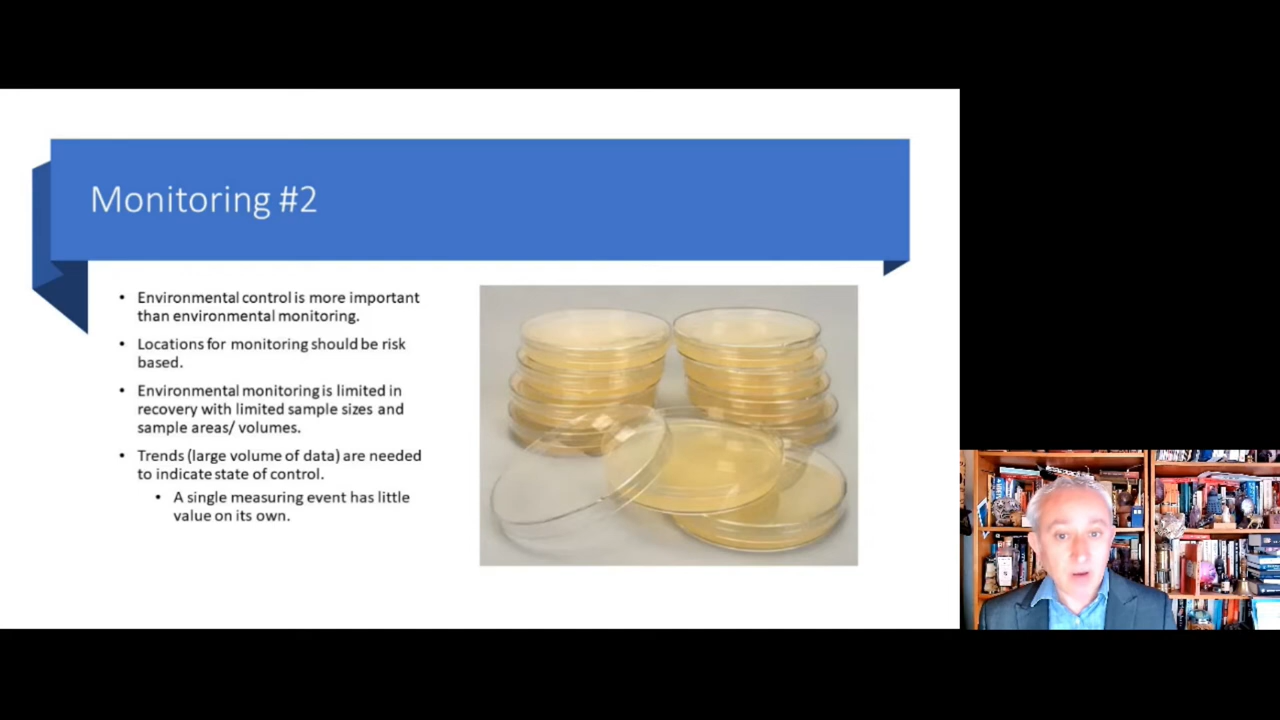 Monitoring #2
• Environmental control is more important
than environmental monitoring.
• Locations for monitoring should be risk
based.
• Environmental monitoring is limited in
recovery with limited sample sizes and
sample areas/ volumes.
• Trends (large volume of data) are needed
to indicate state of control.
• A single measuring event has little
value on its own.